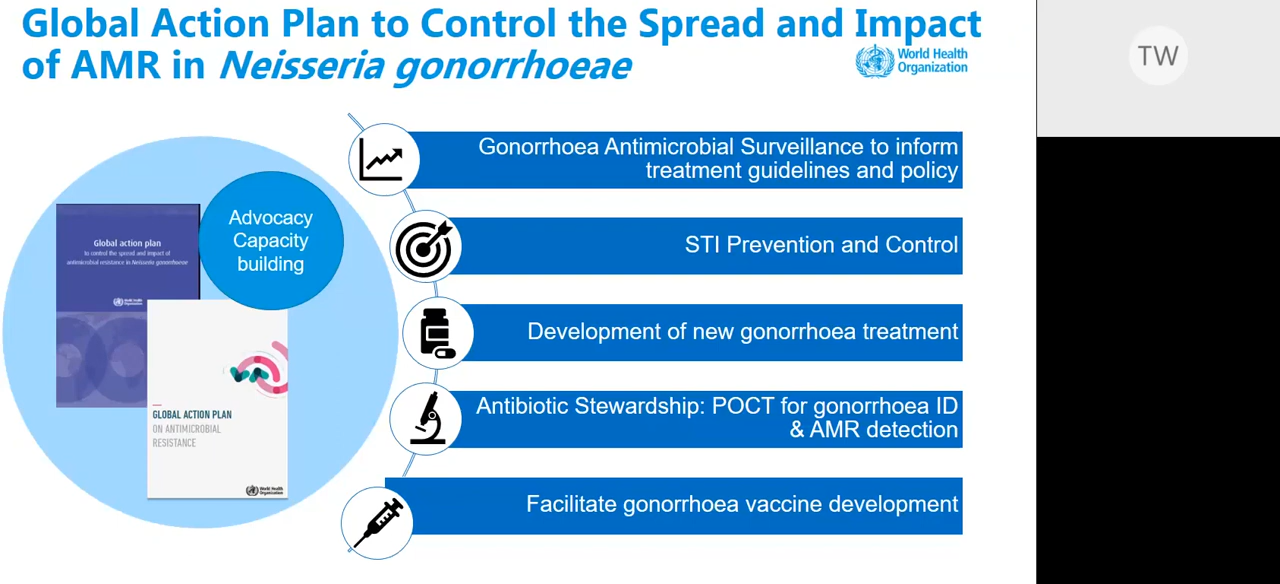 Global Action Plan to Control the Spread and Impact
of AMR in Neisseria gonorrhoeae
World Health
Organization
TW
Advocacy
Capacity
building
Global action plan
to control the spread and impact of
antimicrobial resistance in Neisseria gonorrhoeae
World Health
Organization
GLOBAL ACTION PLAN
ON ANTIMICROBIAL
RESISTANCE
World Health
Organization
Gonorrhoea Antimicrobial Surveillance to inform
treatment guidelines and policy
STI Prevention and Control
Development of new gonorrhoea treatment
Antibiotic Stewardship: POCT for gonorrhoea ID
& AMR detection
Facilitate gonorrhoea vaccine development